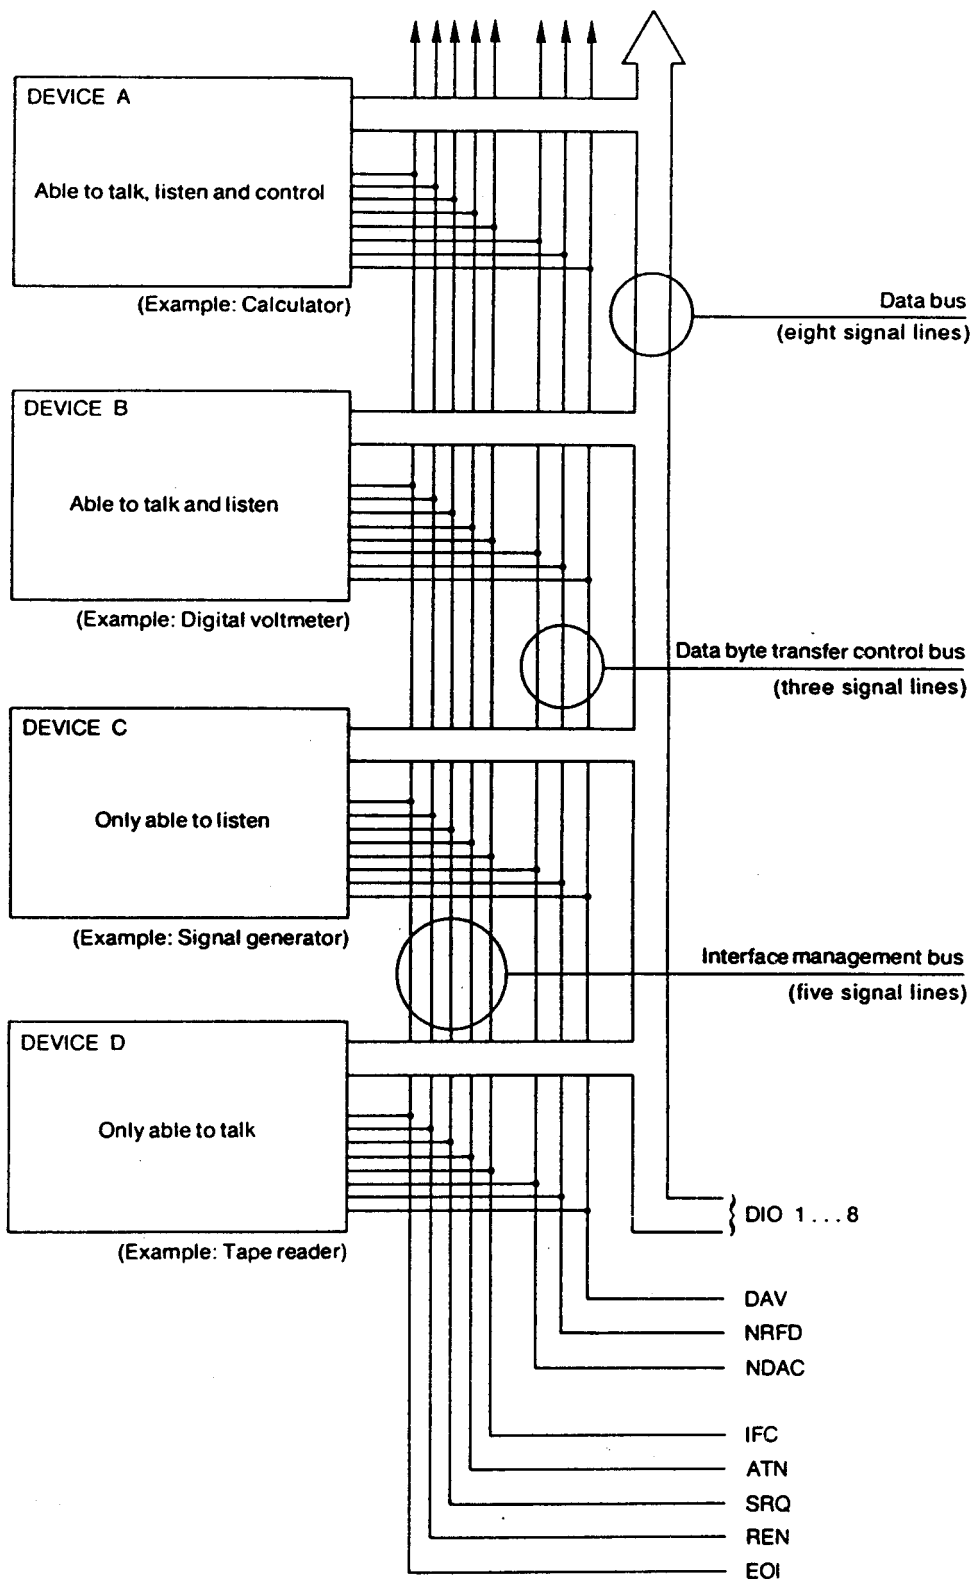 DEVICE A
Able to talk, listen and control
(Example: Calculator)
Data bus
(eight signal lines)
DEVICE B
Able to talk and listen
(Example: Digital voltmeter)
Data byte transfer control bus
(three signal lines)
DEVICE C
Only able to listen
(Example: Signal generator)
Interface management bus
(five signal lines)
DEVICE D
Only able to talk
(Example: Tape reader)
DIO 1 . . . 8
DAV
NRFD
NDAC
IFC
ATN
SRQ
REN
EOI